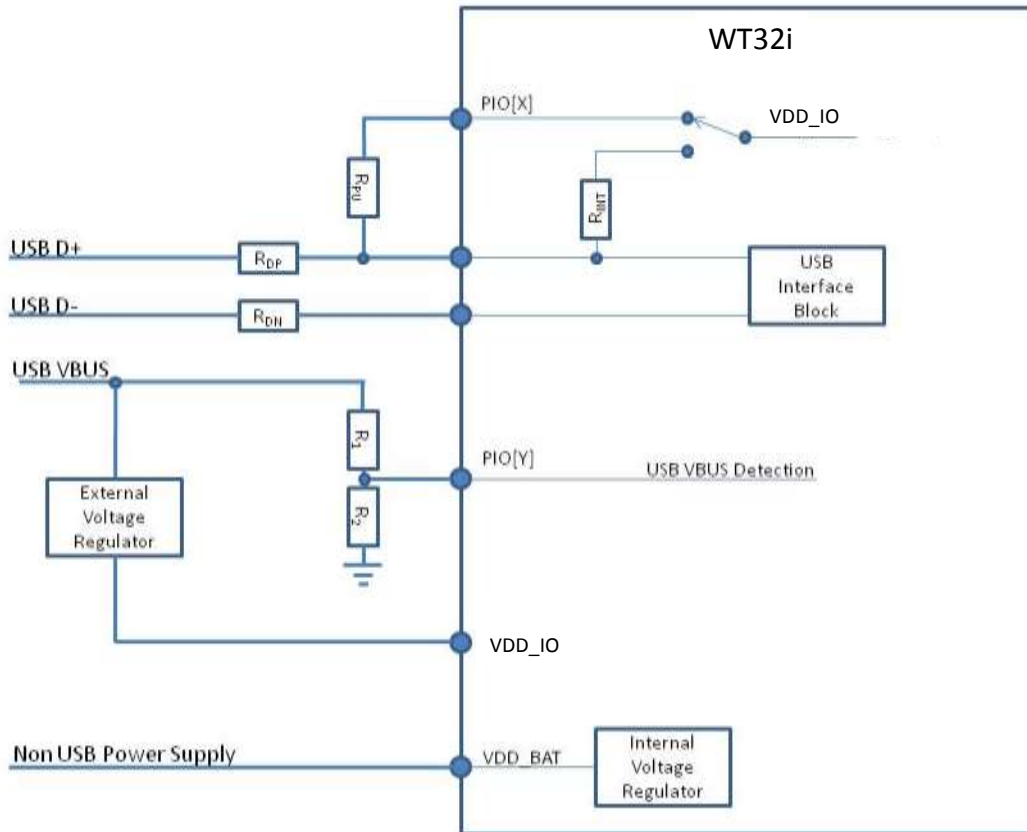 WT32i
PIO[X]
VDD_IO
RPU
RINT
USB D+
RDP
USB
Interface
Block
USB D-
RDN
USB VBUS
R1
PIO[Y]
USB VBUS Detection
External
Voltage
Regulator
R2
VDD_IO
Non USB Power Supply
VDD_BAT
Internal
Voltage
Regulator